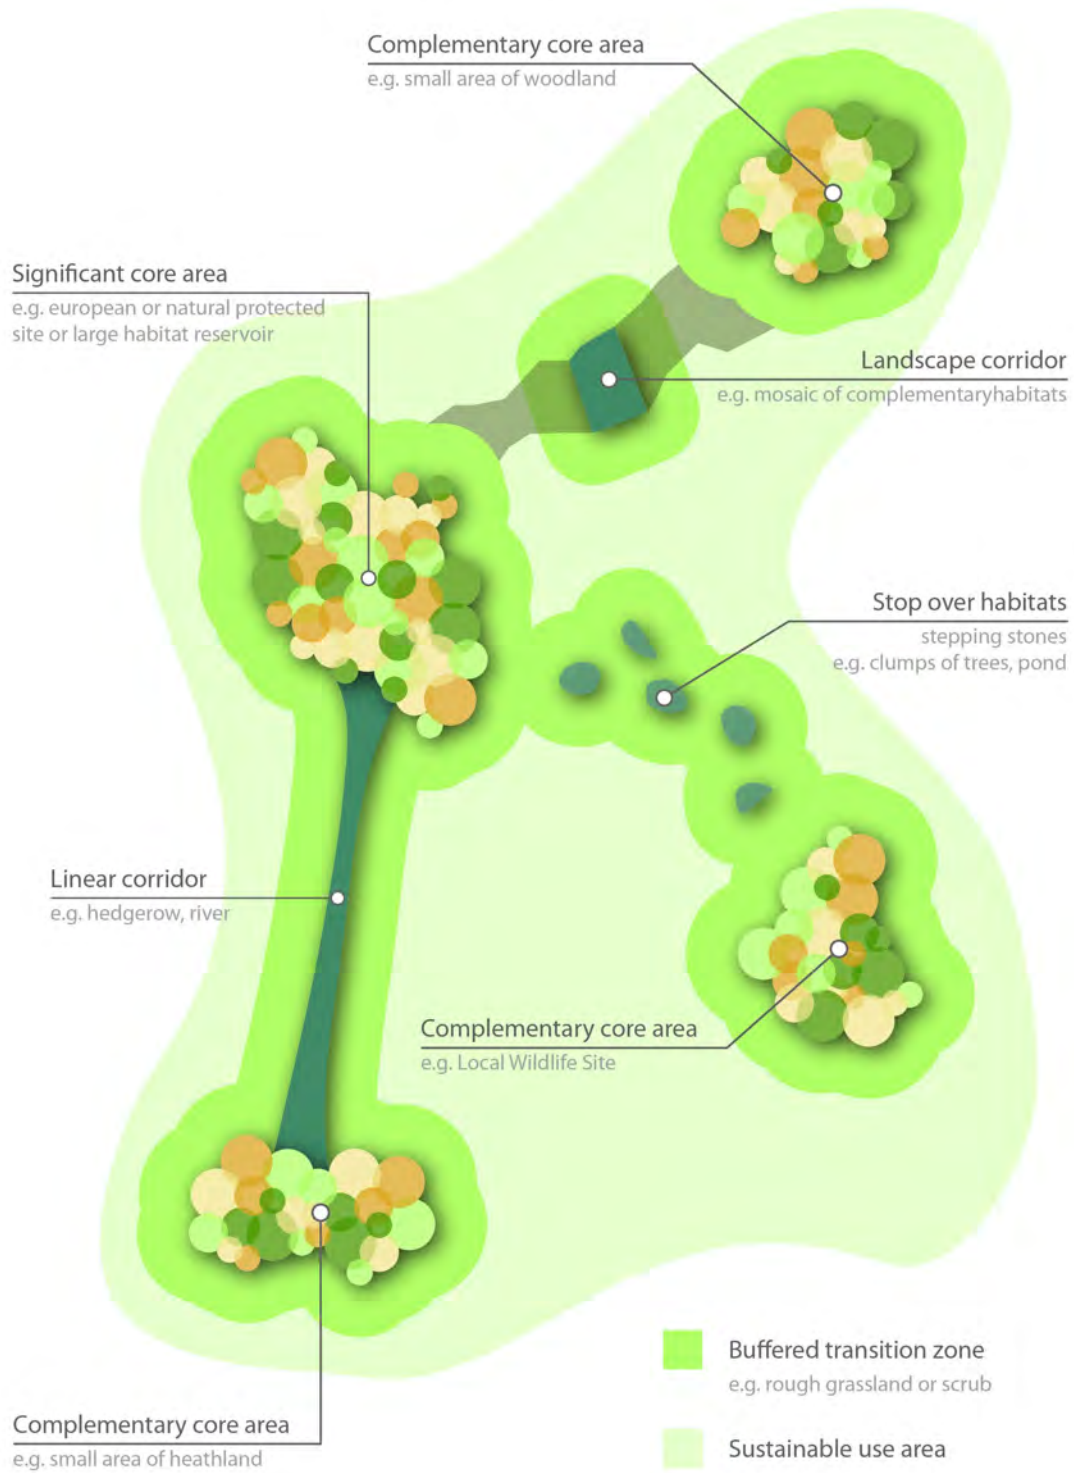 Complementary core area
e.g. small area of woodland
Significant core area
e.g. european or natural protected
site or large habitat reservoir
Landscape corridor
e.g. mosaic of complementaryhabitats
Stop over habitats
stepping stones
e.g. clumps of trees, pond
Linear corridor
e.g. hedgerow, river
Complementary core area
e.g. Local Wildlife Site
Buffered transition zone
e.g. rough grassland or scrub
Complementary core area
e.g. small area of heathland
Sustainable use area